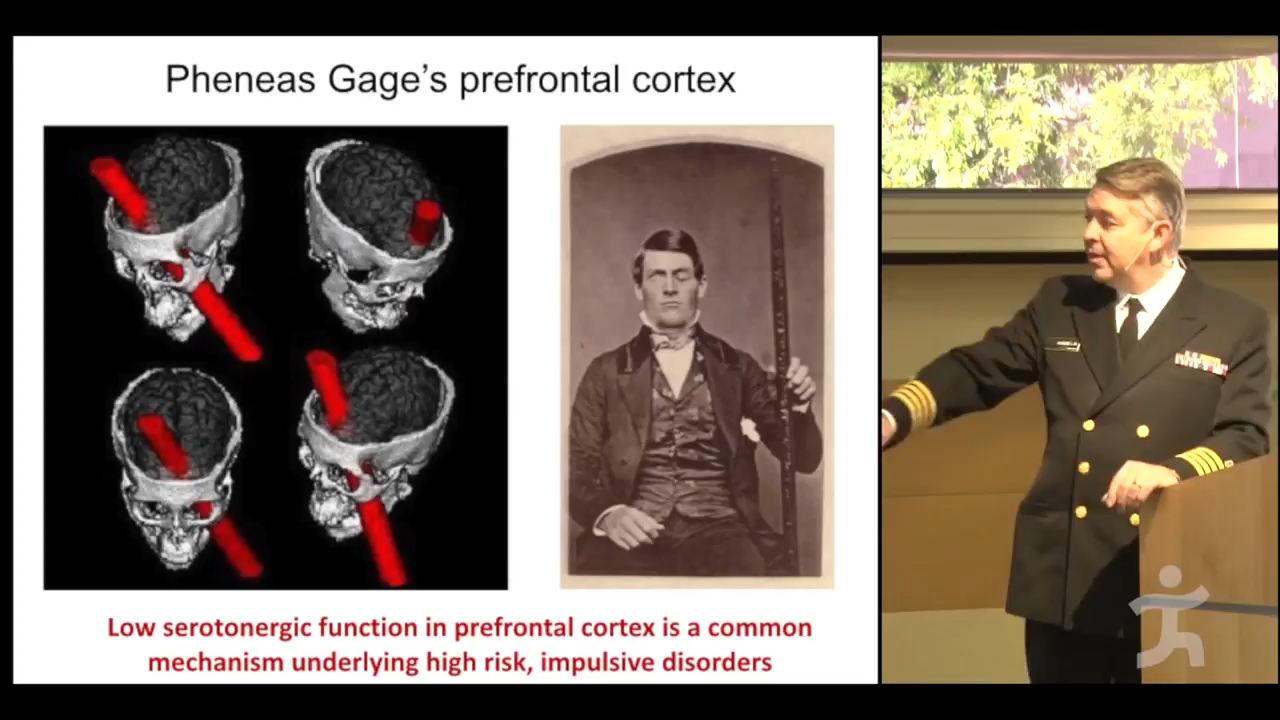 Pheneas Gage's prefrontal cortex
Low serotonergic function in prefrontal cortex is a common
mechanism underlying high risk, impulsive disorders